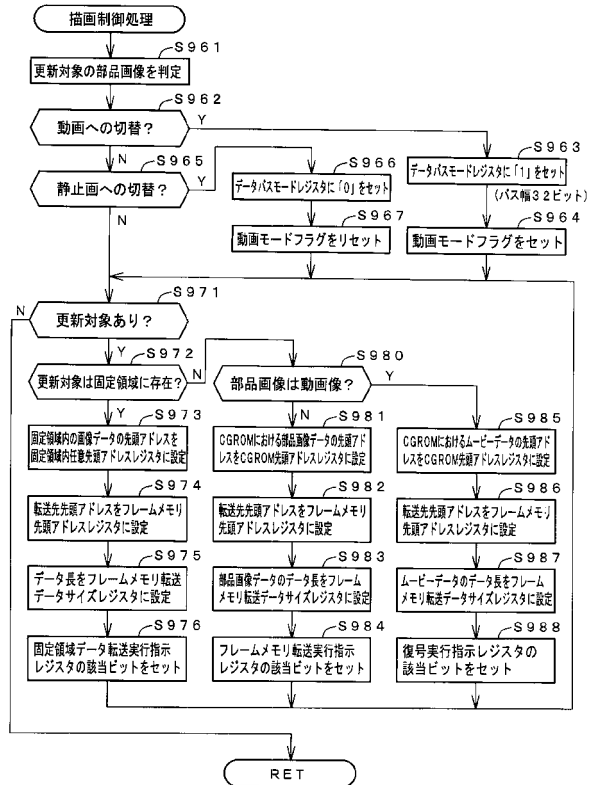 描画制御処理
S961
更新対象の部品画像を判定
S962
動画への切替?
Y
N
S963
データバスモードレジスタに「1」をセット
(バス幅32ビット)
S964
動画モードフラグをセット
S965
静止画への切替?
Y
N
S966
データバスモードレジスタに「0」をセット
S967
動画モードフラグをリセット
S971
N
更新対象あり?
Y
S972
更新対象は固定領域に存在?
N
Y
S973
固定領域内の画像データの先頭アドレスを
固定領域内任意先頭アドレスレジスタに設定
S974
転送先先頭アドレスをフレームメモリ
先頭アドレスレジスタに設定
S975
データ長をフレームメモリ転送
データサイズレジスタに設定
S976
固定領域データ転送実行指示
レジスタの該当ビットをセット
S980
部品画像は動画像?
Y
N
S981
CGROMにおける部品画像データの先頭アド
レスをCGROM先頭アドレスレジスタに設定
S982
転送先先頭アドレスをフレームメモリ
先頭アドレスレジスタに設定
S983
部品画像データのデータ長をフレーム
メモリ転送データサイズレジスタに設定
S984
フレームメモリ転送実行指示
レジスタの該当ビットをセット
S985
CGROMにおけるムービーデータの先頭アド
レスをCGROM先頭アドレスレジスタに設定
S986
転送先先頭アドレスをフレームメモリ
先頭アドレスレジスタに設定
S987
ムービーデータのデータ長をフレーム
メモリ転送データサイズレジスタに設定
S988
復号実行指示レジスタの
該当ビットをセット
RET